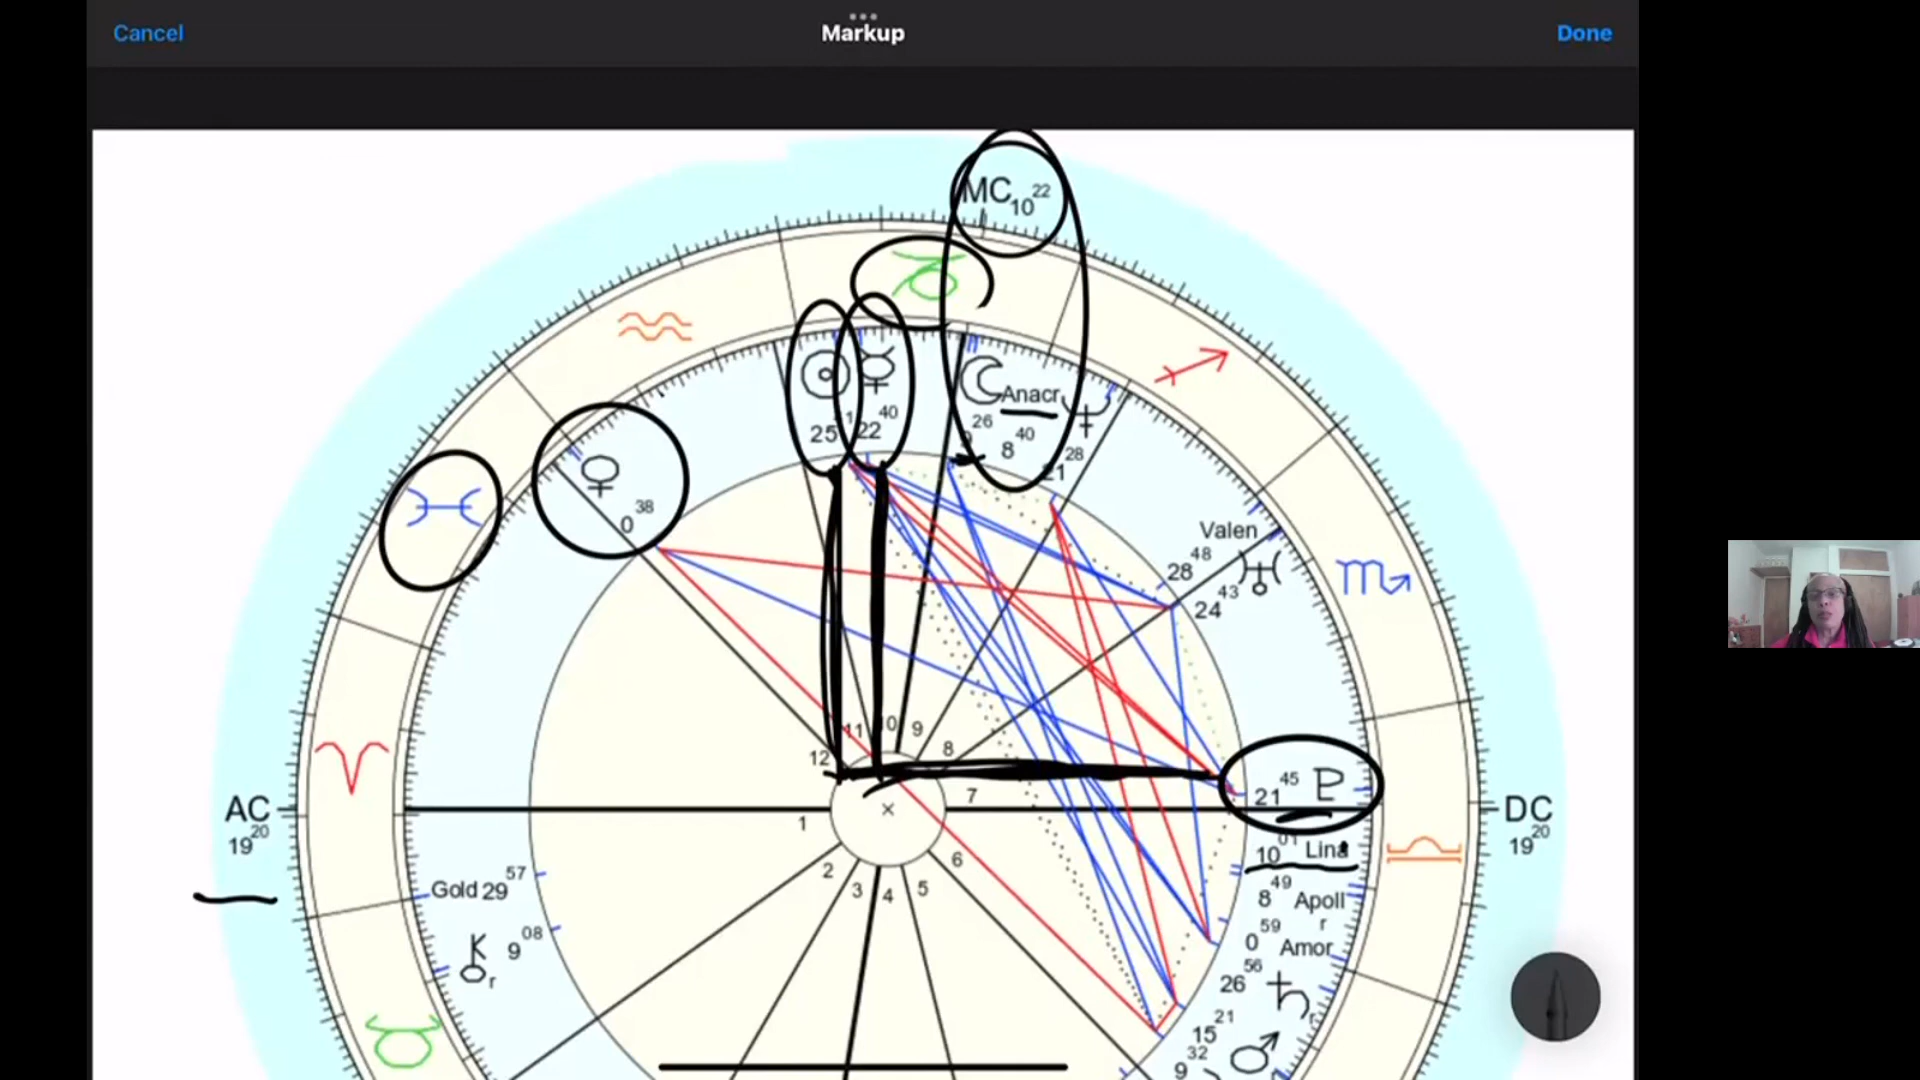 Cancel
Markup
Done
MC 10 22
Anacr
25
22 40
9 26
8 40
21 28
0 38
Valen
28 48
24 43
11 10 9
12 8
21 45
AC
19 20
1 7
DC
19 20
10 01 Lina
2 6
3 4 5
Gold 29 57
8 49 Apoll
r
9 08
r
0 59 Amor
26 56
r
15 21
9 32